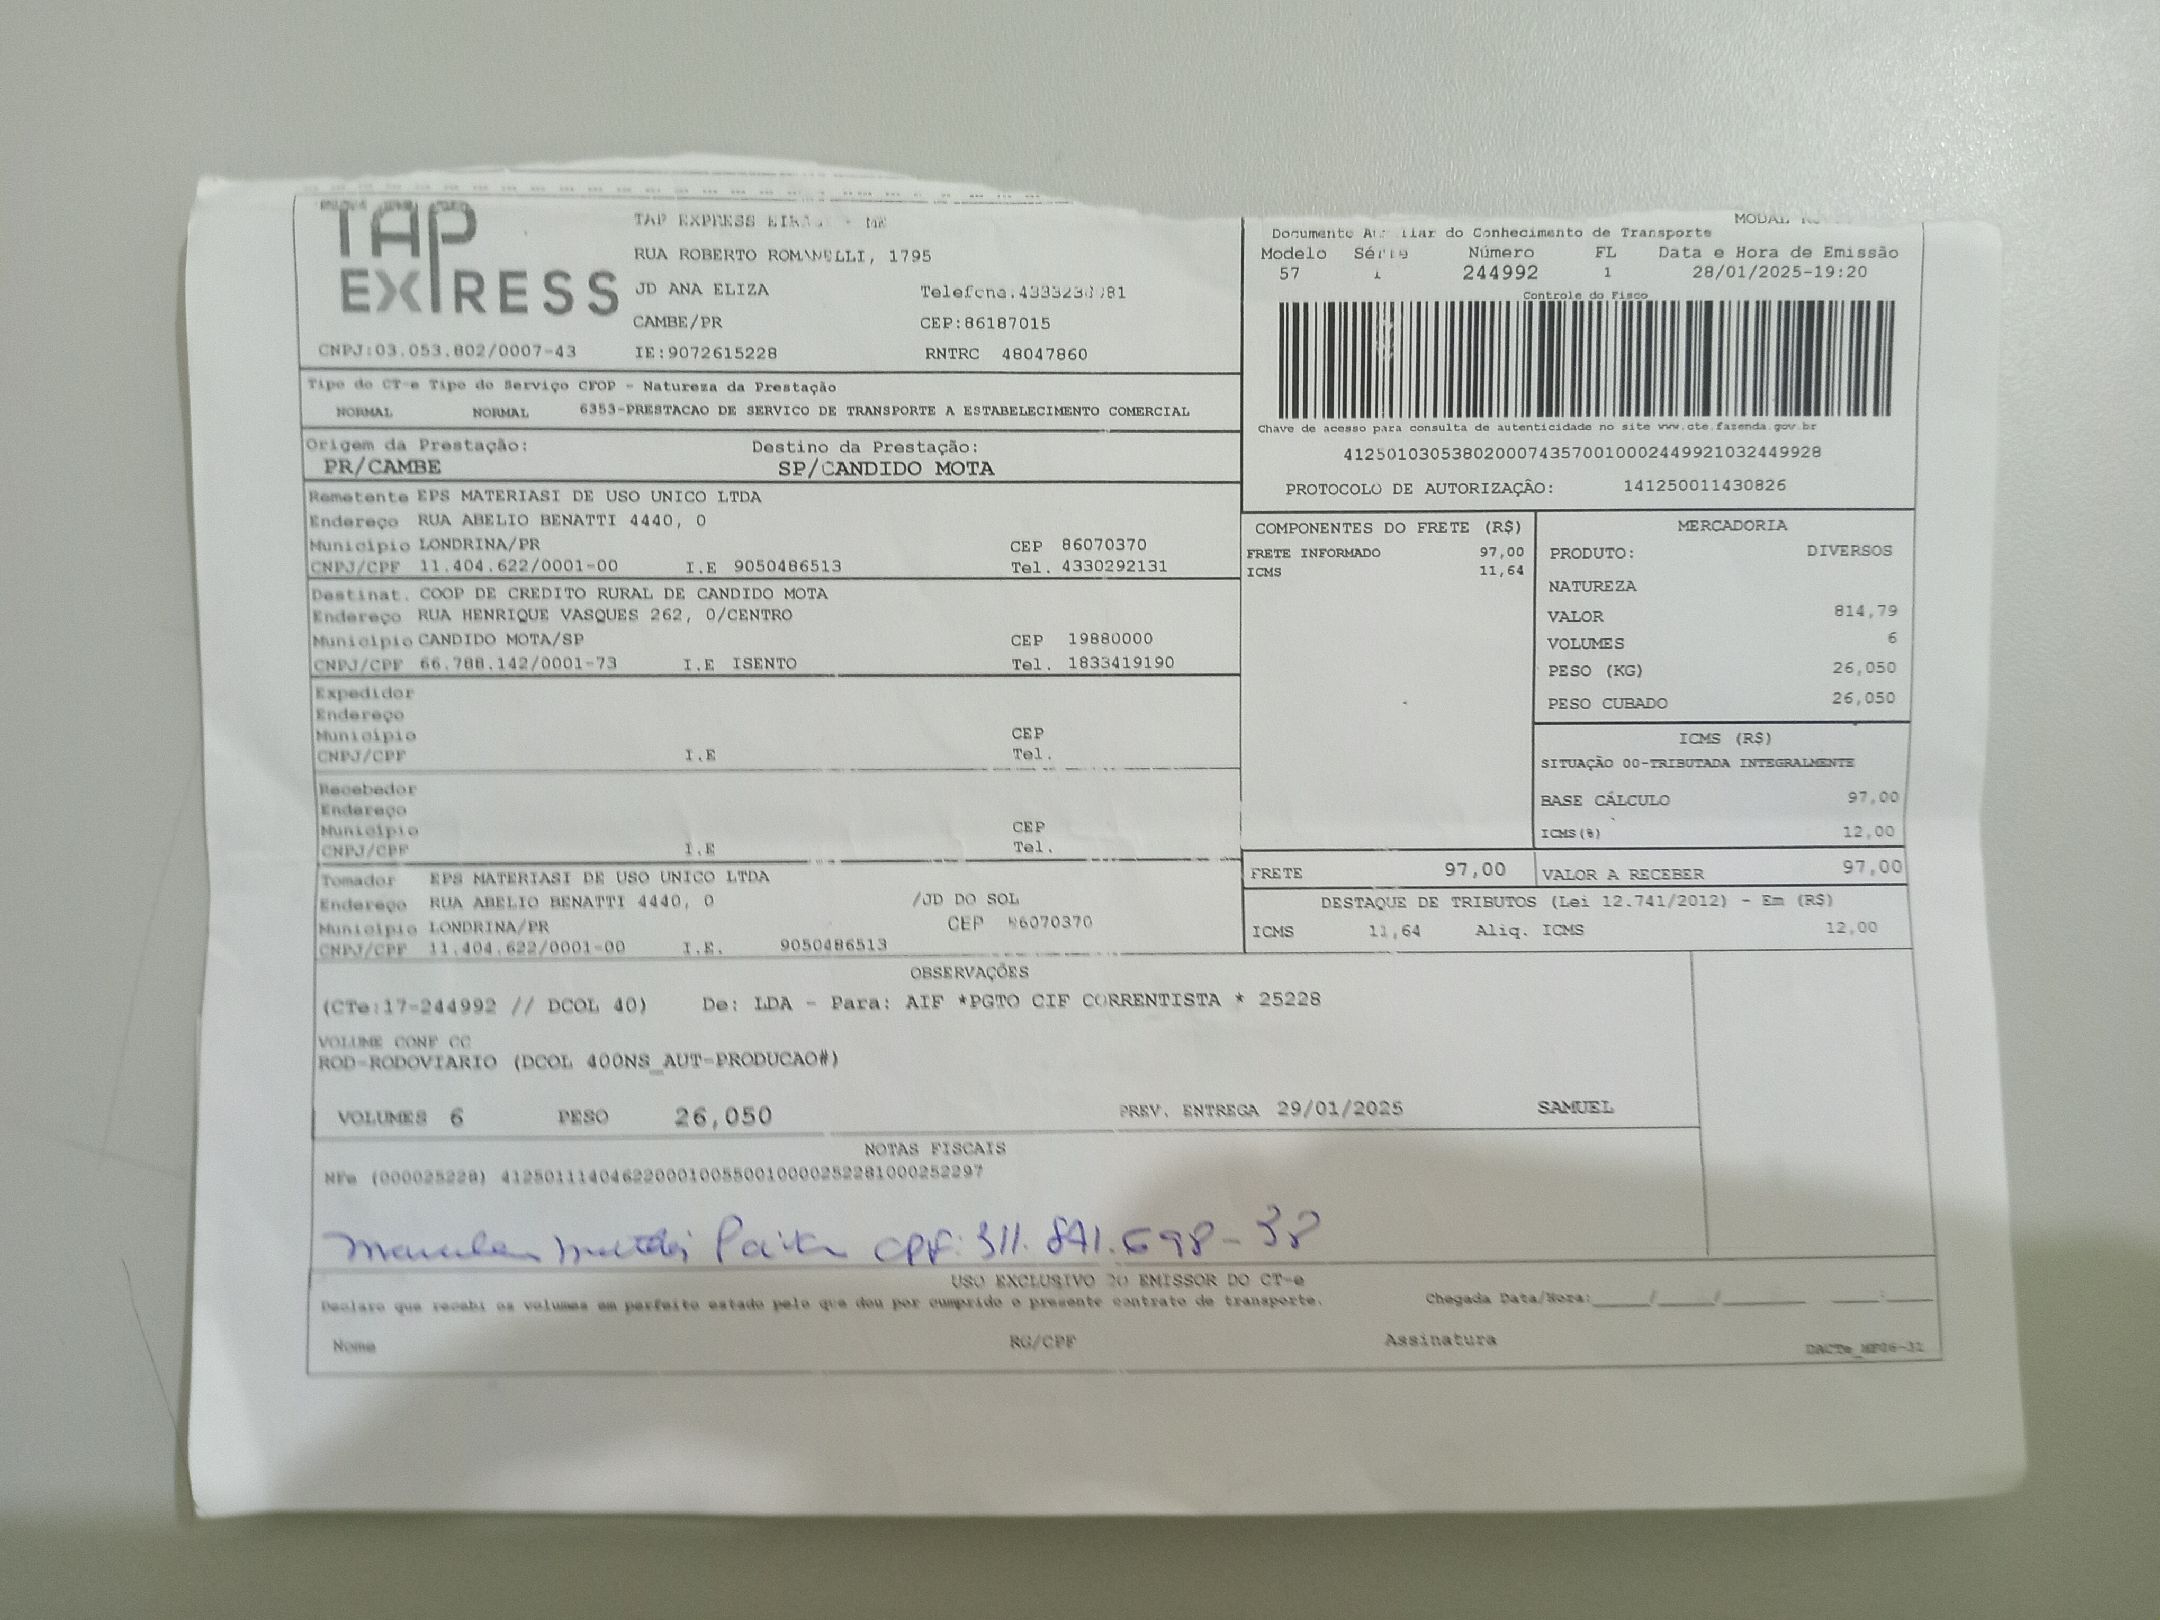 TAP
EXPRESS
TAP EXPRESS
RUA ROBERTO ROMANELLI, 1795
JD ANA ELIZA
CAMBE/PR CEP:86187015
CNPJ:03.053.802/0007-43 IE:9072615228 RNTRC 48047860
Tipo do CT-e Tipo do Serviço CFOP - Natureza da Prestação
NORMAL NORMAL 6353-PRESTACAO DE SERVICO DE TRANSPORTE A ESTABELECIMENTO COMERCIAL
Origem da Prestação: Destino da Prestação:
PR/CAMBE SP/CANDIDO MOTA
Remetente EPS MATERIASI DE USO UNICO LTDA
Endereço RUA ABELIO BENATTI 4440, 0
Município LONDRINA/PR CEP 86070370
CNPJ/CPF 11.404.622/0001-00 I.E 9050486513 Tel. 4330292131
Destinat. COOP DE CREDITO RURAL DE CANDIDO MOTA
Endereço RUA HENRIQUE VASQUES 262, 0/CENTRO
Município CANDIDO MOTA/SP CEP 19880000
CNPJ/CPF 66.788.142/0001-73 I.E ISENTO Tel. 1833419190
Expedidor
Endereço
Município CEP
CNPJ/CPF I.E Tel.
Recebedor
Endereço
Município CEP
CNPJ/CPF I.E Tel.
Tomador EPS MATERIASI DE USO UNICO LTDA
Endereço RUA ABELIO BENATTI 4440, 0 /JD DO SOL
Município LONDRINA/PR CEP 86070370
CNPJ/CPF 11.404.622/0001-00 I.E. 9050486513
MODAL
Documento Auxiliar do Conhecimento de Transporte
Modelo Série Número FL Data e Hora de Emissão
57 1 244992 1 28/01/2025-19:20
Controle do Fisco
Chave de acesso para consulta de autenticidade no site www.cte.fazenda.gov.br
41250103053802000743570010002449921032449928
PROTOCOLO DE AUTORIZAÇÃO: 141250011430826
COMPONENTES DO FRETE (R$)
FRETE INFORMADO 97,00
ICMS 11,64
MERCADORIA
PRODUTO: DIVERSOS
NATUREZA
VALOR 814,79
VOLUMES 6
PESO (KG) 26,050
PESO CUBADO 26,050
ICMS (R$)
SITUAÇÃO 00-TRIBUTADA INTEGRALMENTE
BASE CÁLCULO 97,00
ICMS(%) 12,00
FRETE 97,00 VALOR A RECEBER 97,00
DESTAQUE DE TRIBUTOS (Lei 12.741/2012) - Em (R$)
ICMS 11,64 Aliq. ICMS 12,00
OBSERVAÇÕES
(CTe:17-244992 // DCOL 40) De: LDA - Para: AIF *PGTO CIF CORRENTISTA * 25228
VOLUME CONF CC
ROD-RODOVIARIO (DCOL 400NS_AUT-PRODUCAO#)
VOLUMES 6 PESO 26,050 PREV. ENTREGA 29/01/2025 SAMUEL
NOTAS FISCAIS
NFe (000025228) 41250111404622000100550010000252281000252297
CPF: 311.841.698-38
USO EXCLUSIVO DO EMISSOR DO CT-e
Declaro que recebi os volumes em perfeito estado pelo que dou por cumprido o presente contrato de transporte. Chegada Data/Hora:____/____/______ ____:____
Nome RG/CPF Assinatura